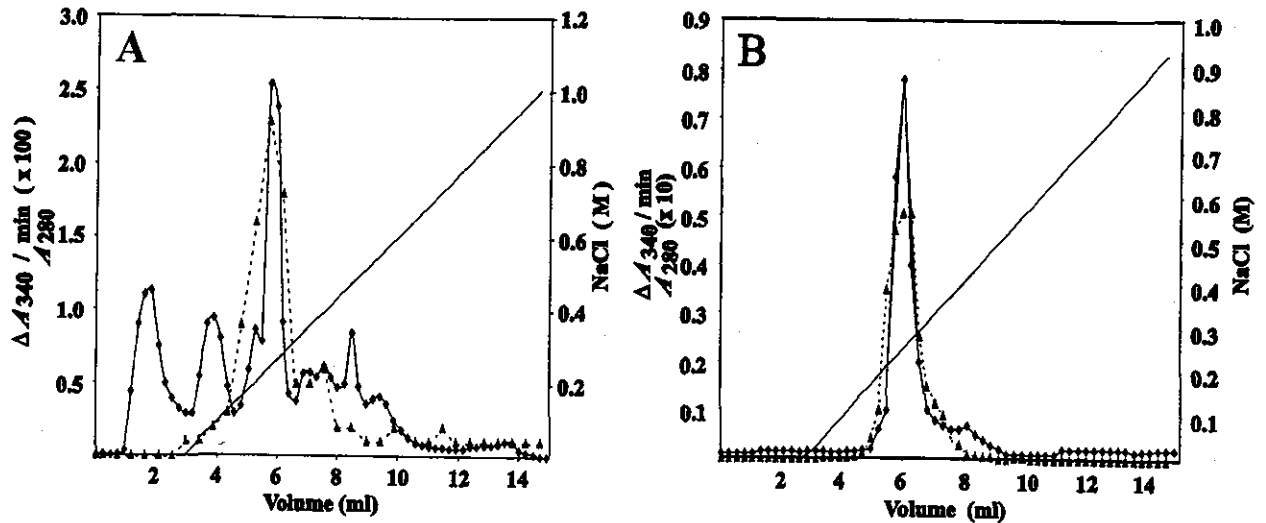 A
3.0
2.5
2.0
1.5
1.0
0.5
ΔA340 / min ( x 100 )
A280
1.2
1.0
0.8
0.6
0.4
0.2
NaCl ( M )
2 4 6 8 10 12 14
Volume (ml)
B
0.9
0.8
0.7
0.6
0.5
0.4
0.3
0.2
0.1
ΔA340 / min
A280 (x 10)
1.0
0.9
0.8
0.7
0.6
0.5
0.4
0.3
0.2
0.1
NaCl (M)
2 4 6 8 10 12 14
Volume (ml)